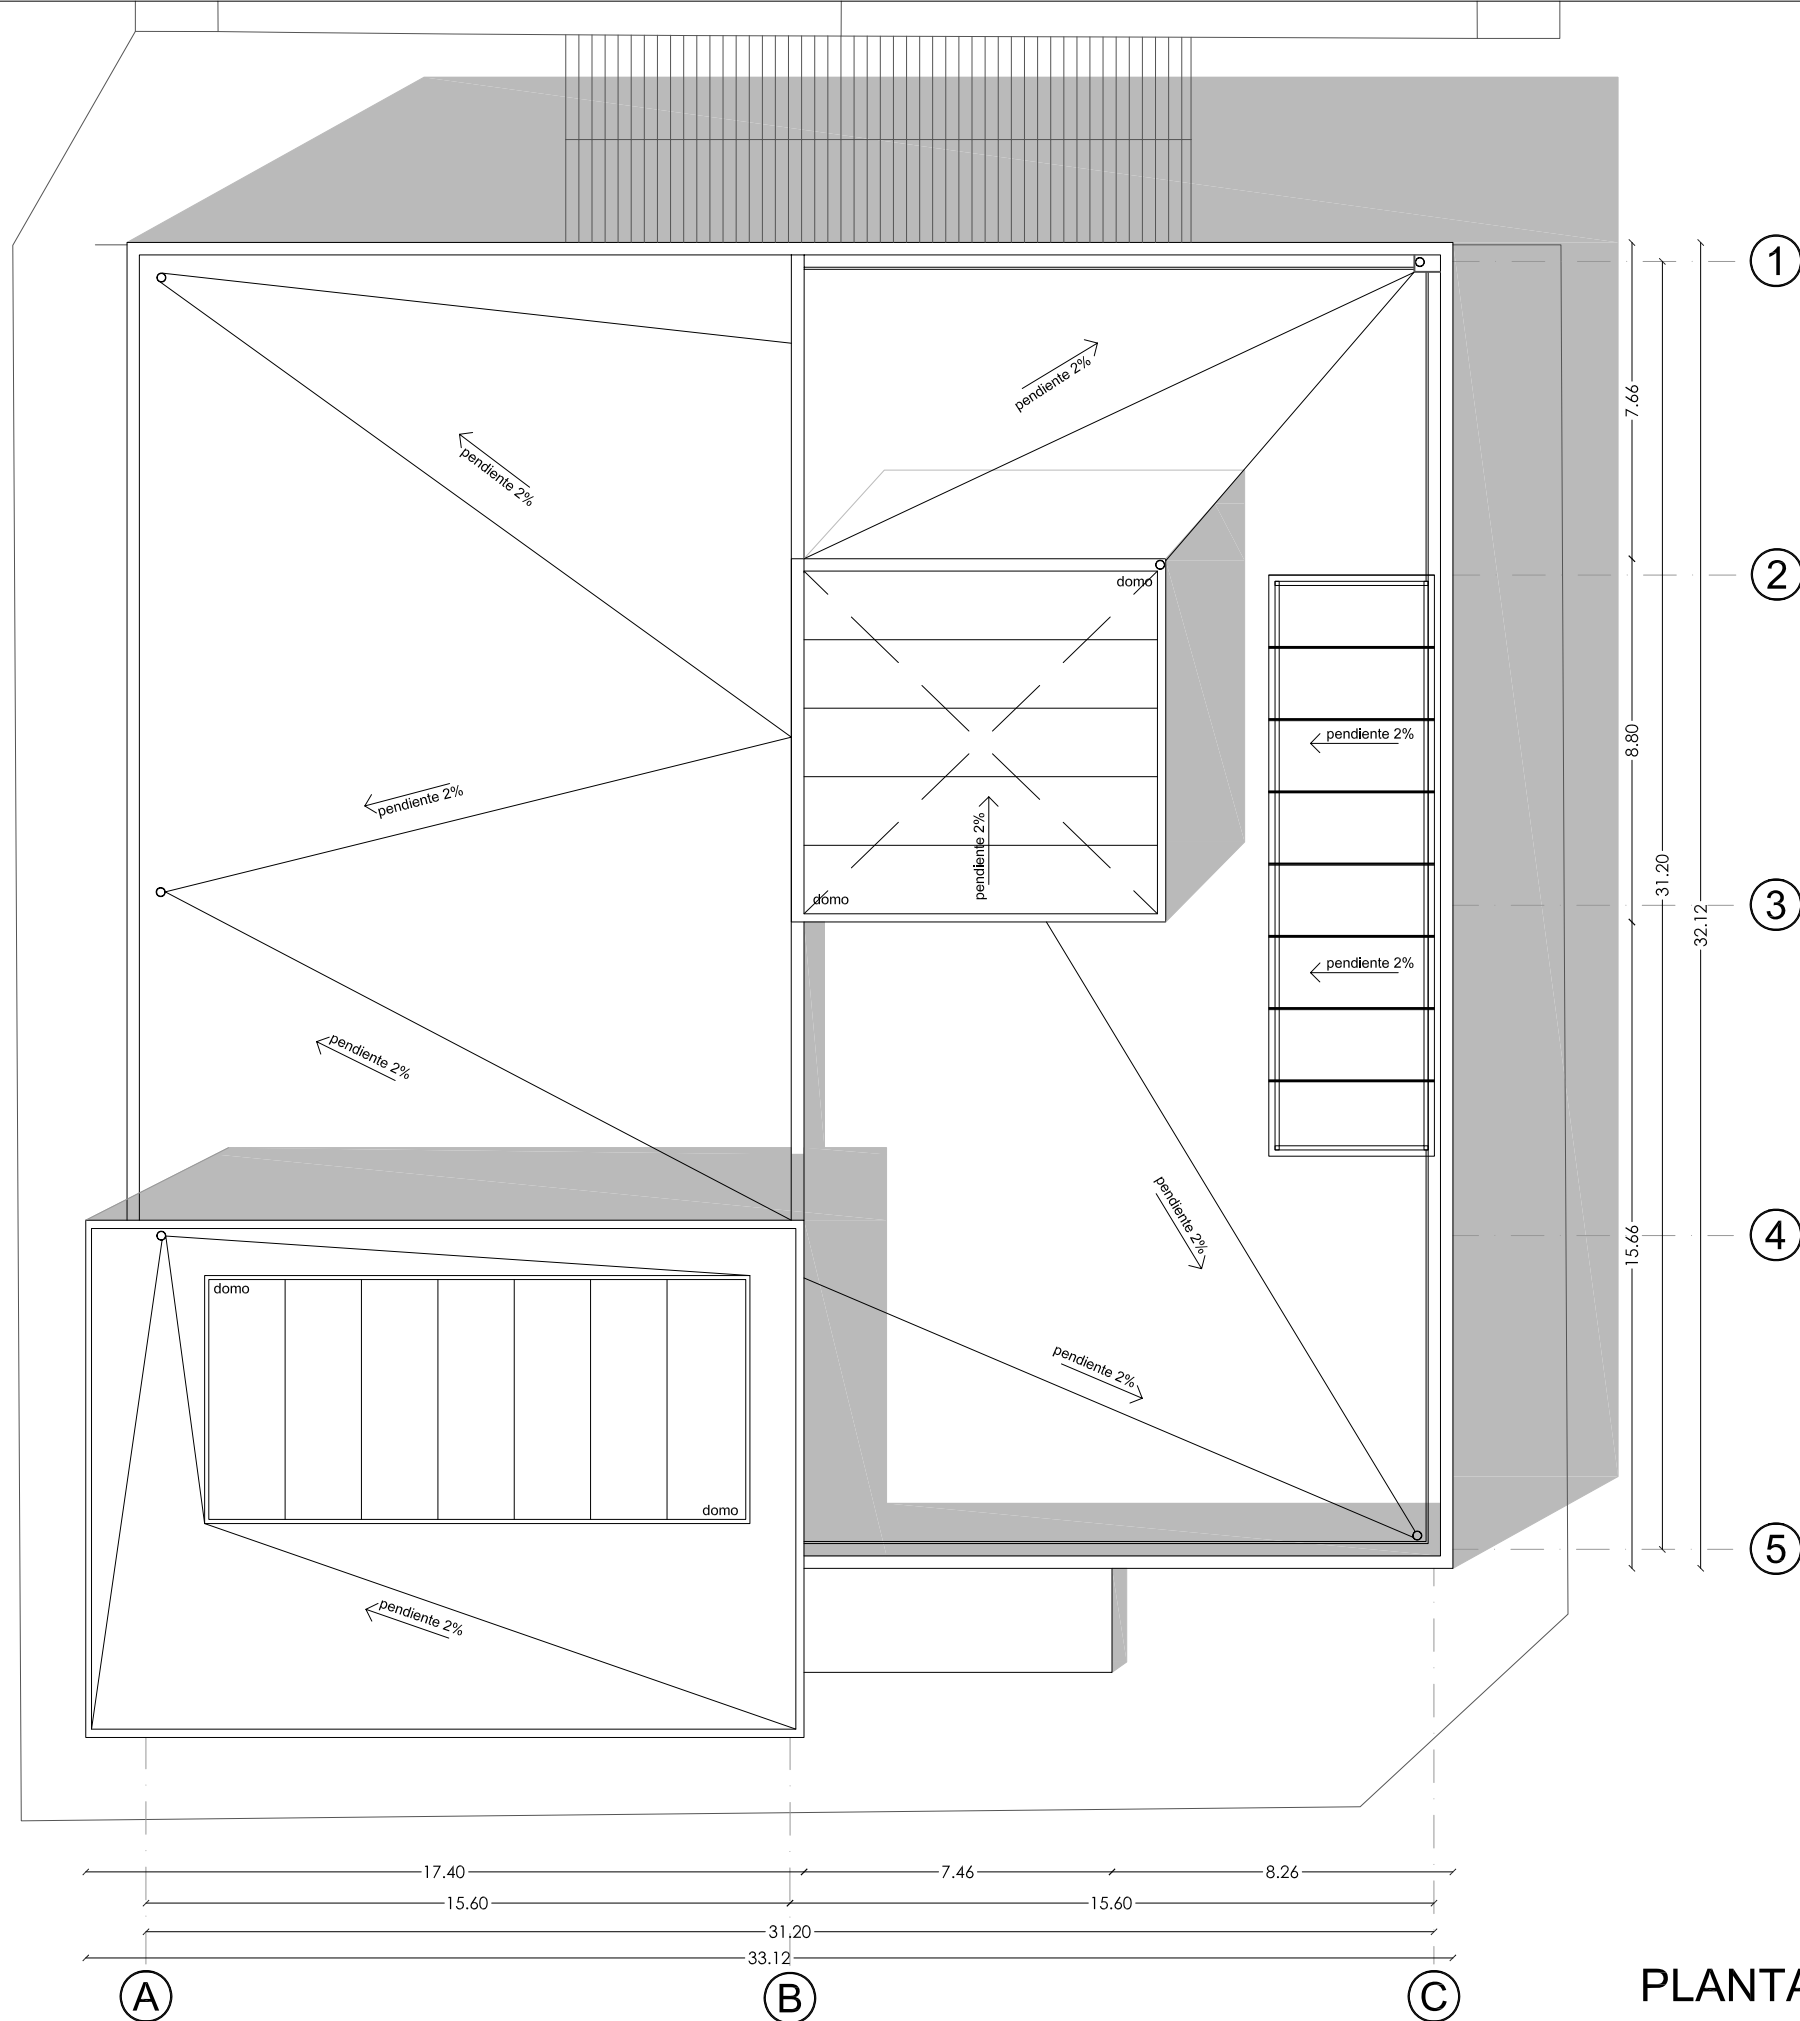 1
pendiente 2%
7.66
pendiente 2%
domo
2
pendiente 2%
8.80
pendiente 2%
pendiente 2%
31.20
domo
3
32.12
pendiente 2%
pendiente 2%
pendiente 2%
4
15.66
domo
pendiente 2%
domo
5
pendiente 2%
17.40
7.46
8.26
15.60
15.60
31.20
33.12
A
B
C
PLANTA